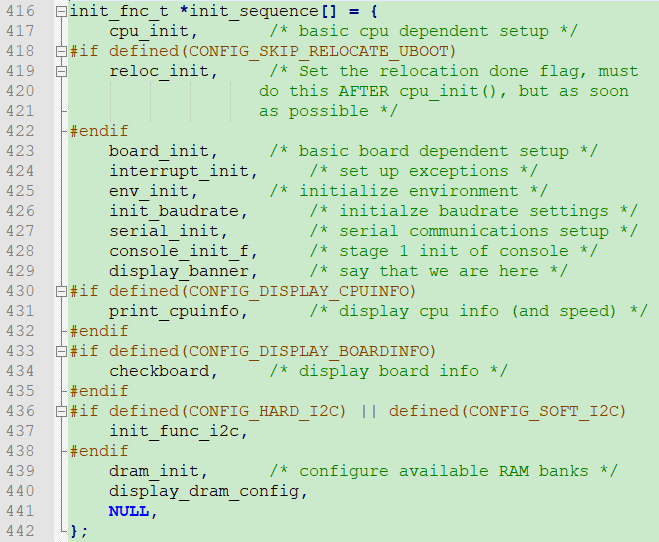 416 init_fnc_t *init_sequence[] = {
417     cpu_init,       /* basic cpu dependent setup */
418 #if defined(CONFIG_SKIP_RELOCATE_UBOOT)
419     reloc_init,     /* Set the relocation done flag, must
420                    do this AFTER cpu_init(), but as soon
421                    as possible */
422 #endif
423     board_init,     /* basic board dependent setup */
424     interrupt_init,     /* set up exceptions */
425     env_init,       /* initialize environment */
426     init_baudrate,      /* initialze baudrate settings */
427     serial_init,        /* serial communications setup */
428     console_init_f,     /* stage 1 init of console */
429     display_banner,     /* say that we are here */
430 #if defined(CONFIG_DISPLAY_CPUINFO)
431     print_cpuinfo,      /* display cpu info (and speed) */
432 #endif
433 #if defined(CONFIG_DISPLAY_BOARDINFO)
434     checkboard,     /* display board info */
435 #endif
436 #if defined(CONFIG_HARD_I2C) || defined(CONFIG_SOFT_I2C)
437     init_func_i2c,
438 #endif
439     dram_init,      /* configure available RAM banks */
440     display_dram_config,
441     NULL,
442 };